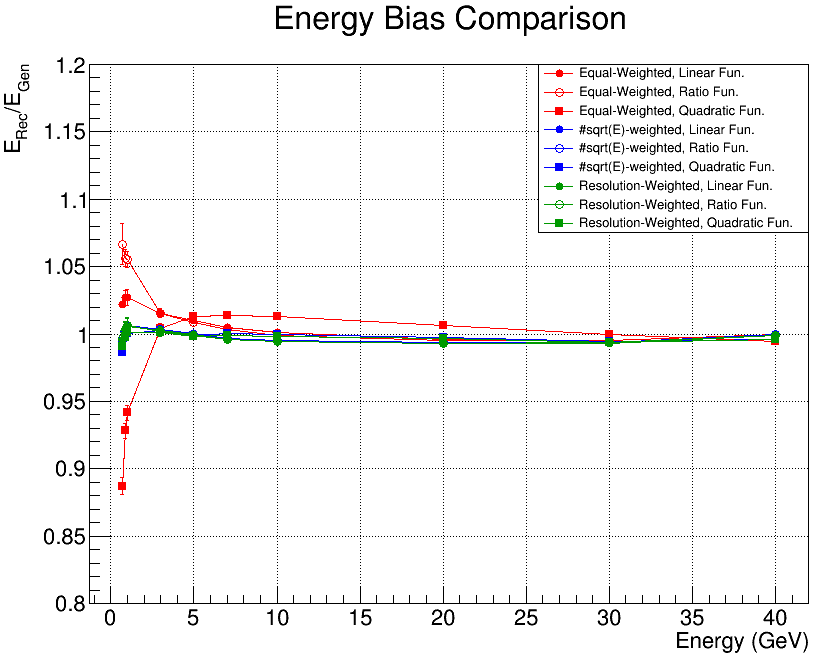 Energy Bias Comparison
E_Rec/E_Gen
1.2
1.15
1.1
1.05
1
0.95
0.9
0.85
0.8
Equal-Weighted, Linear Fun.
Equal-Weighted, Ratio Fun.
Equal-Weighted, Quadratic Fun.
#sqrt(E)-weighted, Linear Fun.
#sqrt(E)-weighted, Ratio Fun.
#sqrt(E)-weighted, Quadratic Fun.
Resolution-Weighted, Linear Fun.
Resolution-Weighted, Ratio Fun.
Resolution-Weighted, Quadratic Fun.
0 5 10 15 20 25 30 35 40
Energy (GeV)